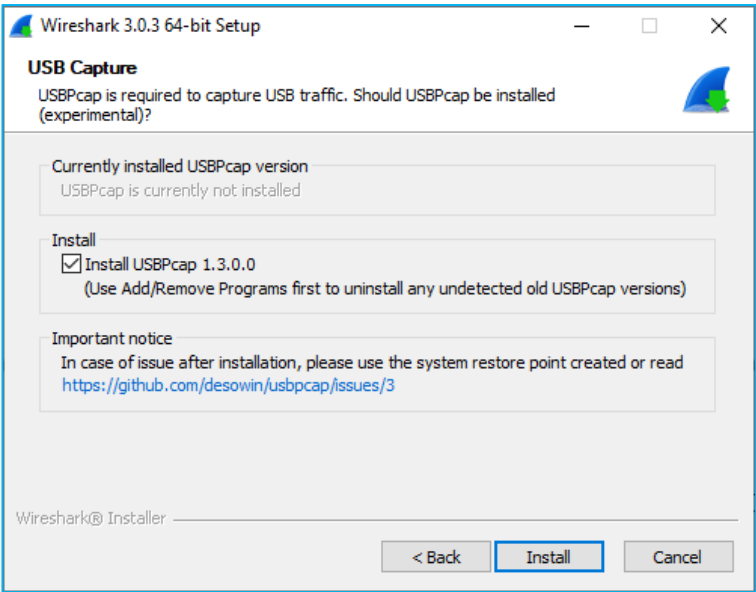 Wireshark 3.0.3 64-bit Setup
USB Capture
USBPcap is required to capture USB traffic. Should USBPcap be installed
(experimental)?
Currently installed USBPcap version
USBPcap is currently not installed
Install
Install USBPcap 1.3.0.0
(Use Add/Remove Programs first to uninstall any undetected old USBPcap versions)
Important notice
In case of issue after installation, please use the system restore point created or read
https://github.com/desowin/usbpcap/issues/3
Wireshark® Installer
< Back Install Cancel